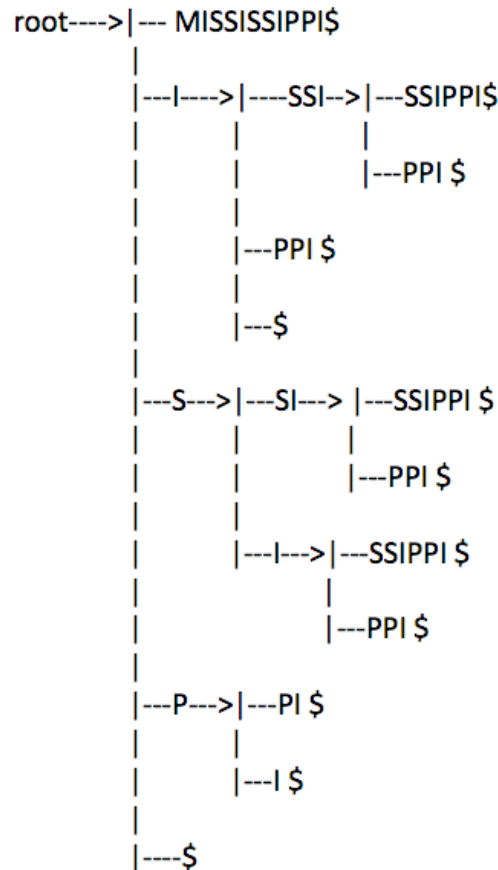 root---->|--- MISSISSIPPI$
|
|---I---->|----SSI-->|---SSIPPI$
| | |
| | |---PPI $
| |
| |---PPI $
| |
| |---$
|
|---S--->|---SI---> |---SSIPPI $
| | |
| | |---PPI $
| |
| |---I--->|---SSIPPI $
| |
| |---PPI $
|
|---P--->|---PI $
| |
| |---I $
|
|----$